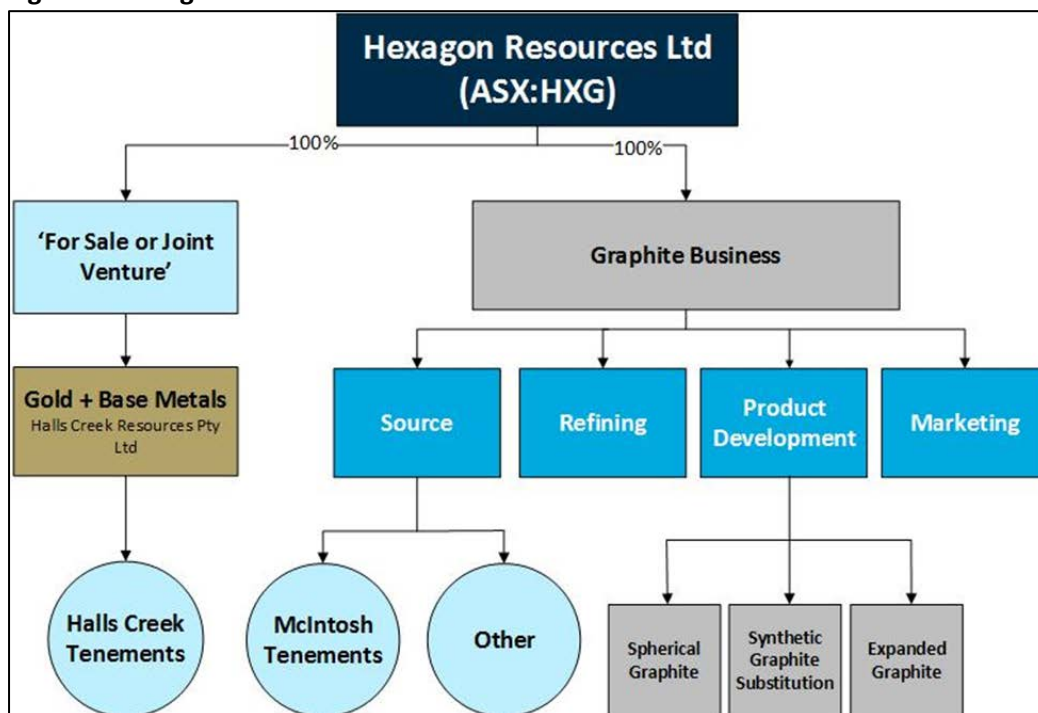 Hexagon Resources Ltd
(ASX:HXG)
100%
100%
‘For Sale or Joint
Venture’
Graphite Business
Gold + Base Metals
Halls Creek Resources Pty
Ltd
Source
Refining
Product
Development
Marketing
Halls Creek
Tenements
McIntosh
Tenements
Other
Spherical
Graphite
Synthetic
Graphite
Substitution
Expanded
Graphite